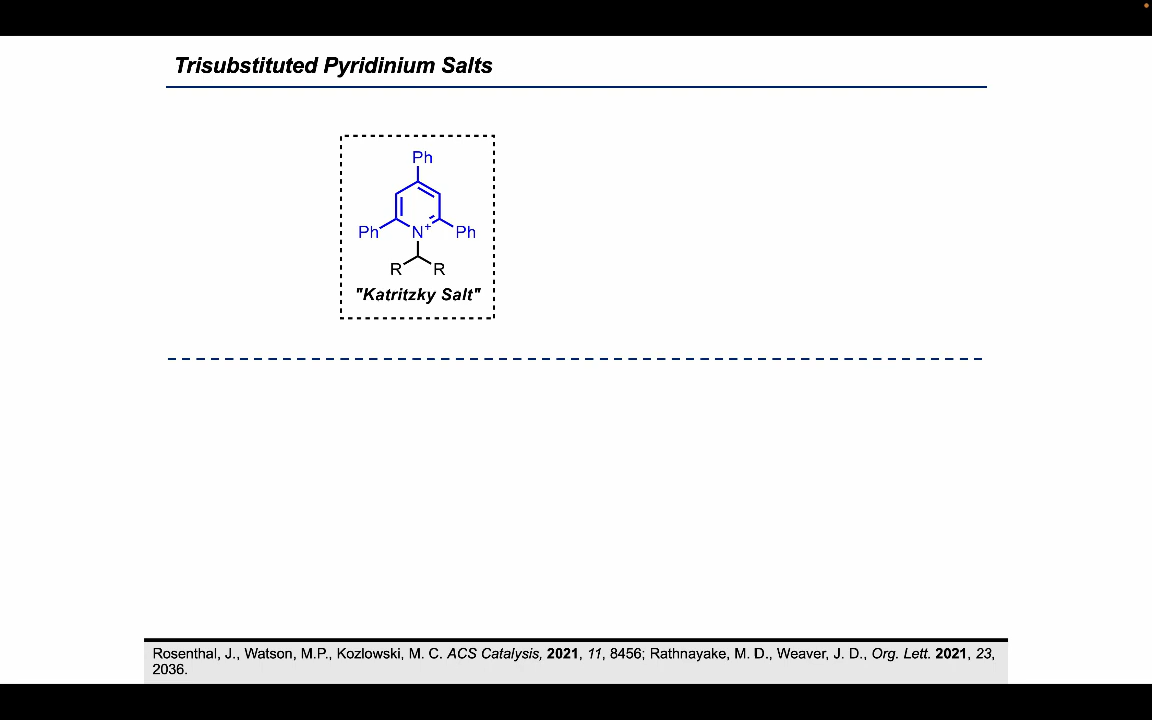 Trisubstituted Pyridinium Salts
Ph
Ph N+ Ph
R R
"Katritzky Salt"
Rosenthal, J., Watson, M.P., Kozlowski, M. C. ACS Catalysis, 2021, 11, 8456; Rathnayake, M. D., Weaver, J. D., Org. Lett. 2021, 23,
2036.